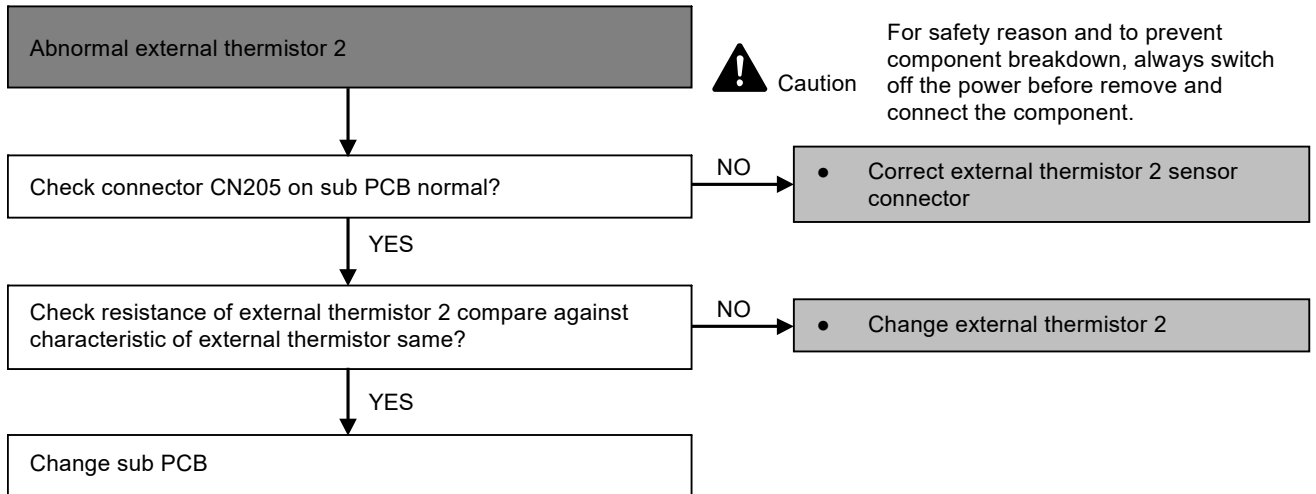 Abnormal external thermistor 2
Caution
For safety reason and to prevent
component breakdown, always switch
off the power before remove and
connect the component.
Check connector CN205 on sub PCB normal?
NO
● Correct external thermistor 2 sensor
connector
YES
Check resistance of external thermistor 2 compare against
characteristic of external thermistor same?
NO
● Change external thermistor 2
YES
Change sub PCB